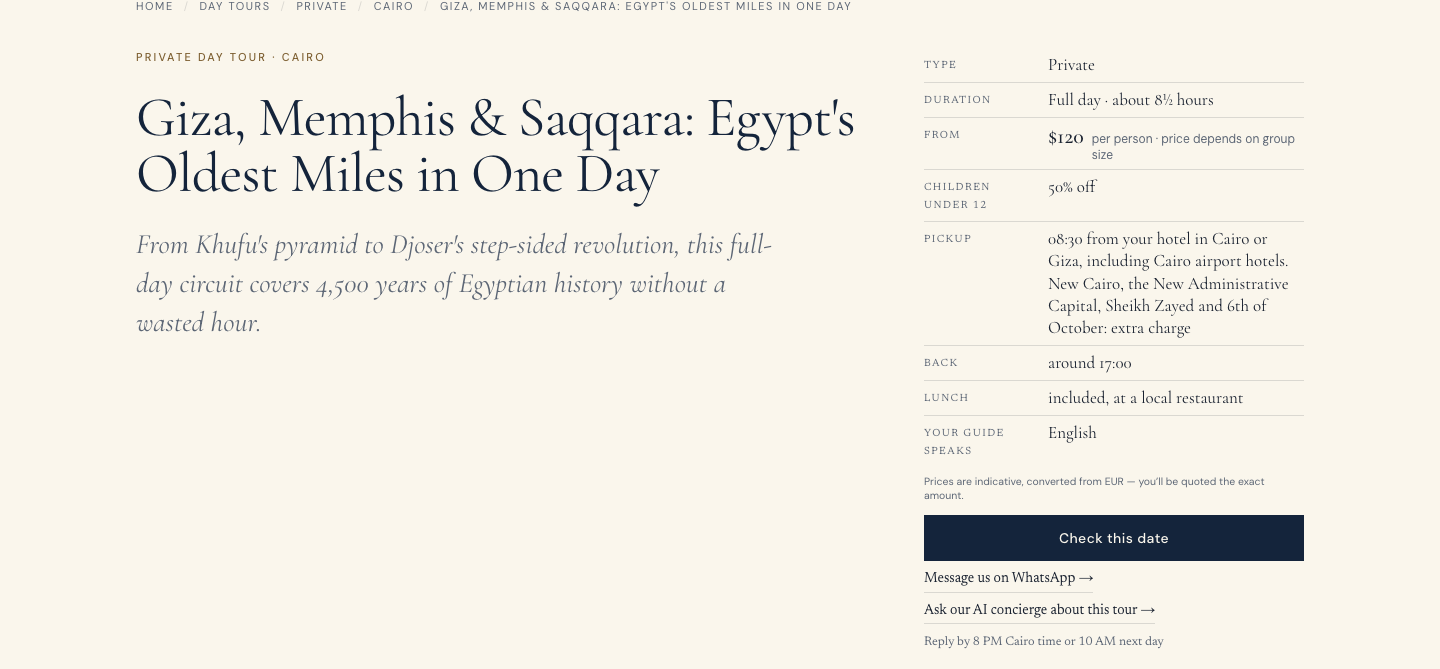 HOME / DAY TOURS / PRIVATE / CAIRO / GIZA, MEMPHIS & SAQQARA: EGYPT'S OLDEST MILES IN ONE DAY
PRIVATE DAY TOUR · CAIRO
Giza, Memphis & Saqqara: Egypt's
Oldest Miles in One Day
From Khufu's pyramid to Djoser's step-sided revolution, this full-
day circuit covers 4,500 years of Egyptian history without a
wasted hour.
TYPE Private
DURATION Full day · about 8½ hours
FROM $120 per person · price depends on group
size
CHILDREN
UNDER 12
50% off
PICKUP 08:30 from your hotel in Cairo or
Giza, including Cairo airport hotels.
New Cairo, the New Administrative
Capital, Sheikh Zayed and 6th of
October: extra charge
BACK around 17:00
LUNCH included, at a local restaurant
YOUR GUIDE
SPEAKS
English
Prices are indicative, converted from EUR — you'll be quoted the exact
amount.
Check this date
Message us on WhatsApp →
Ask our AI concierge about this tour →
Reply by 8 PM Cairo time or 10 AM next day